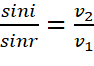 sini/sinr = v₂/v₁